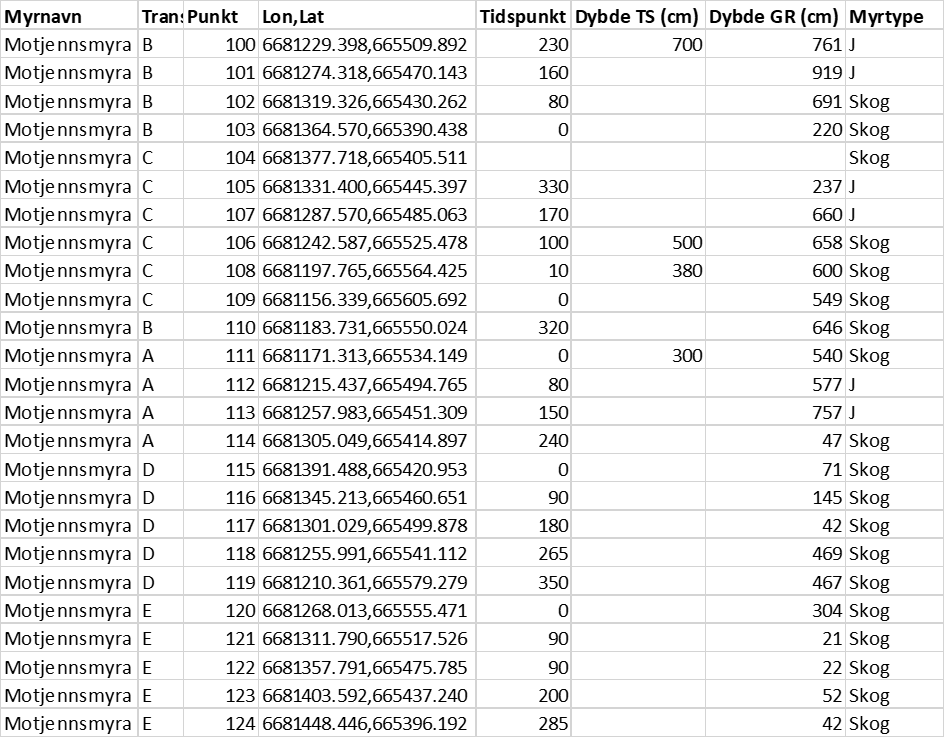 Myrnavn Trans Punkt Lon,Lat Tidspunkt Dybde TS (cm) Dybde GR (cm) Myrtype
Motjennsmyra B 100 6681229.398,665509.892 230 700 761 J
Motjennsmyra B 101 6681274.318,665470.143 160 919 J
Motjennsmyra B 102 6681319.326,665430.262 80 691 Skog
Motjennsmyra B 103 6681364.570,665390.438 0 220 Skog
Motjennsmyra C 104 6681377.718,665405.511 Skog
Motjennsmyra C 105 6681331.400,665445.397 330 237 J
Motjennsmyra C 107 6681287.570,665485.063 170 660 J
Motjennsmyra C 106 6681242.587,665525.478 100 500 658 Skog
Motjennsmyra C 108 6681197.765,665564.425 10 380 600 Skog
Motjennsmyra C 109 6681156.339,665605.692 0 549 Skog
Motjennsmyra B 110 6681183.731,665550.024 320 646 Skog
Motjennsmyra A 111 6681171.313,665534.149 0 300 540 Skog
Motjennsmyra A 112 6681215.437,665494.765 80 577 J
Motjennsmyra A 113 6681257.983,665451.309 150 757 J
Motjennsmyra A 114 6681305.049,665414.897 240 47 Skog
Motjennsmyra D 115 6681391.488,665420.953 0 71 Skog
Motjennsmyra D 116 6681345.213,665460.651 90 145 Skog
Motjennsmyra D 117 6681301.029,665499.878 180 42 Skog
Motjennsmyra D 118 6681255.991,665541.112 265 469 Skog
Motjennsmyra D 119 6681210.361,665579.279 350 467 Skog
Motjennsmyra E 120 6681268.013,665555.471 0 304 Skog
Motjennsmyra E 121 6681311.790,665517.526 90 21 Skog
Motjennsmyra E 122 6681357.791,665475.785 90 22 Skog
Motjennsmyra E 123 6681403.592,665437.240 200 52 Skog
Motjennsmyra E 124 6681448.446,665396.192 285 42 Skog